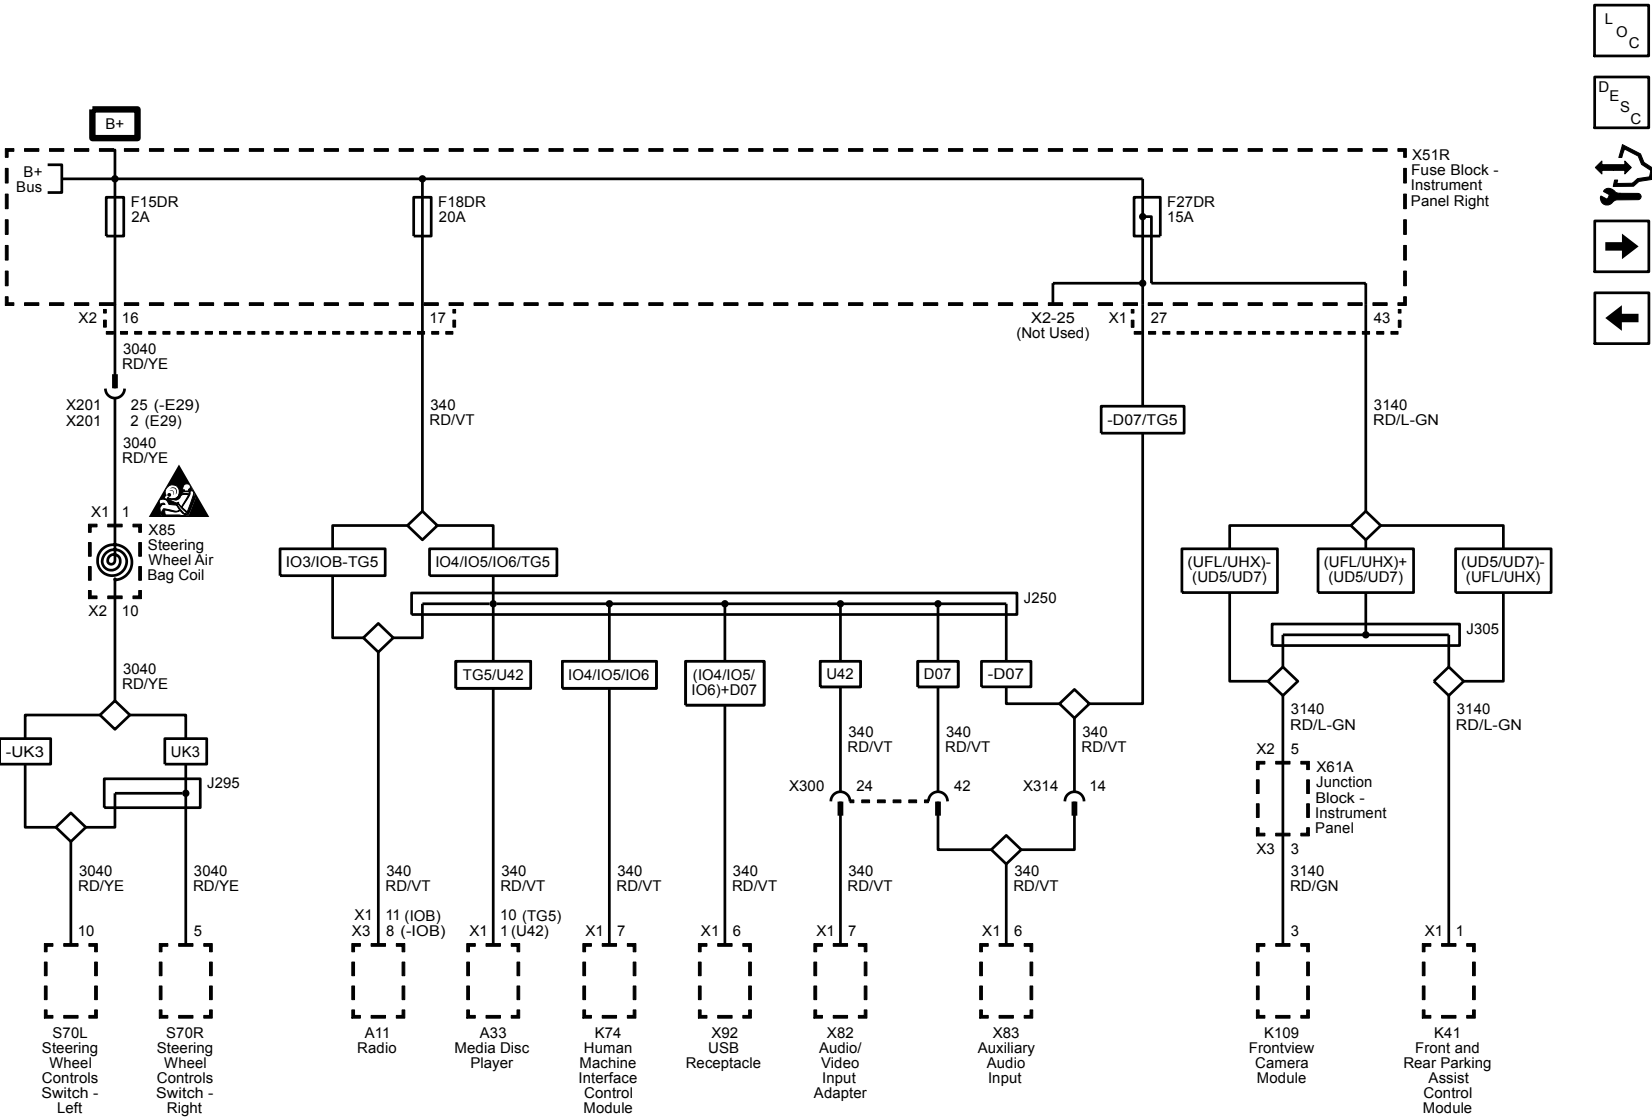 L
O
C
D
E
S
C
B+
B+
Bus
X51R
Fuse Block -
Instrument
Panel Right
F15DR
2A
F18DR
20A
F27DR
15A
X2
16
17
X2-25
(Not Used)
X1
27
43
3040
RD/YE
X201
25 (-E29)
X201
2 (E29)
3040
RD/YE
340
RD/VT
-D07/TG5
3140
RD/L-GN
X1
1
X85
Steering
Wheel Air
Bag Coil
X2
10
IO3/IOB-TG5
IO4/IO5/IO6/TG5
(UFL/UHX)-
(UD5/UD7)
(UFL/UHX)+
(UD5/UD7)
(UD5/UD7)-
(UFL/UHX)
J250
J305
3040
RD/YE
TG5/U42
IO4/IO5/IO6
(IO4/IO5/
IO6)+D07
U42
D07
-D07
-UK3
UK3
J295
340
RD/VT
340
RD/VT
340
RD/VT
3140
RD/L-GN
3140
RD/L-GN
X300
24
42
X314
14
X2
5
X61A
Junction
Block -
Instrument
Panel
X3
3
3040
RD/YE
3040
RD/YE
340
RD/VT
340
RD/VT
340
RD/VT
340
RD/VT
340
RD/VT
340
RD/VT
3140
RD/GN
10
5
X1
11 (IOB)
X3
8 (-IOB)
10 (TG5)
X1
1 (U42)
X1
7
X1
6
X1
7
X1
6
3
X1
1
S70L
Steering
Wheel
Controls
Switch -
Left
S70R
Steering
Wheel
Controls
Switch -
Right
A11
Radio
A33
Media Disc
Player
K74
Human
Machine
Interface
Control
Module
X92
USB
Receptacle
X82
Audio/
Video
Input
Adapter
X83
Auxiliary
Audio
Input
K109
Frontview
Camera
Module
K41
Front and
Rear Parking
Assist
Control
Module